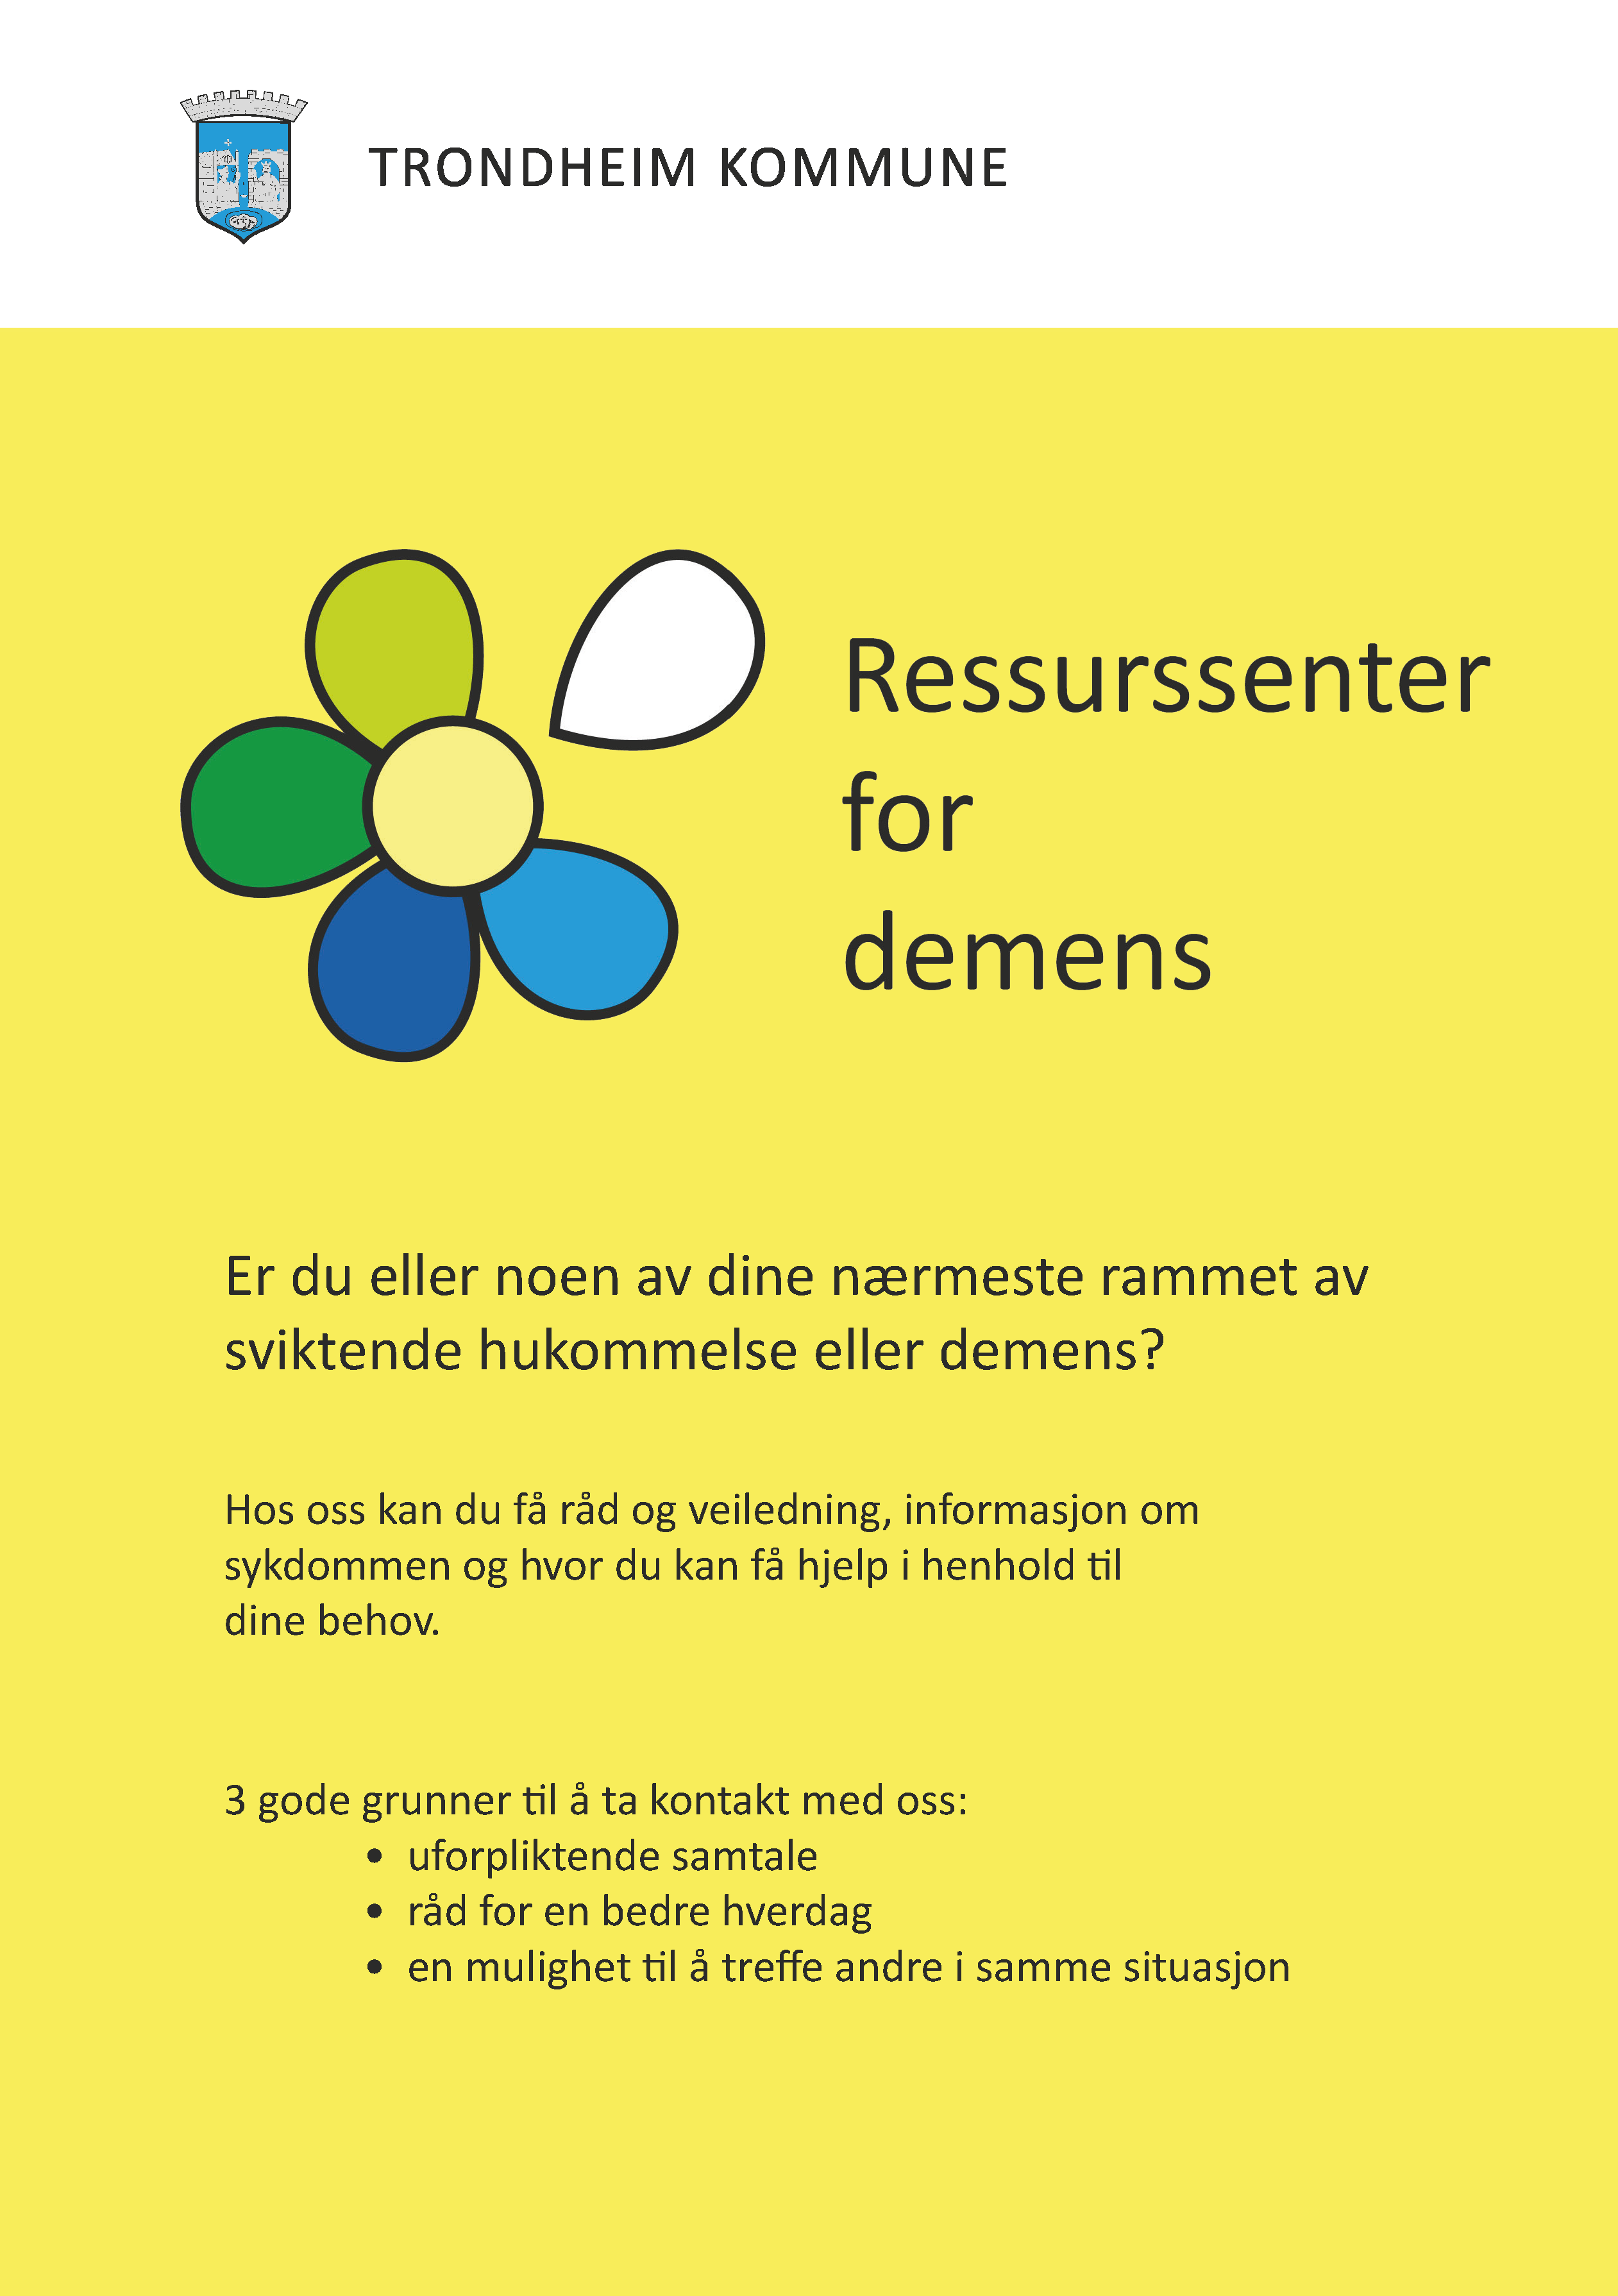 TRONDHEIM KOMMUNE
Ressurssenter
for
demens
Er du eller noen av dine nærmeste rammet av
sviktende hukommelse eller demens?
Hos oss kan du få råd og veiledning, informasjon om
sykdommen og hvor du kan få hjelp i henhold til
dine behov.
3 gode grunner til å ta kontakt med oss:
• uforpliktende samtale
• råd for en bedre hverdag
• en mulighet til å treffe andre i samme situasjon